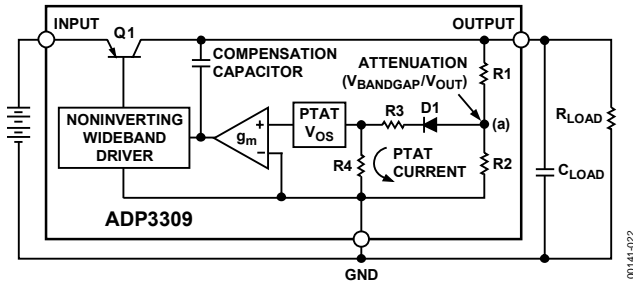 INPUT
Q1
OUTPUT
COMPENSATION
CAPACITOR
ATTENUATION
(VBANDGAP/VOUT)
R1
NONINVERTING
WIDEBAND
DRIVER
gm
+
−
PTAT
VOS
R3
D1
(a)
R4
PTAT
CURRENT
R2
RLOAD
CLOAD
ADP3309
GND
00141-022